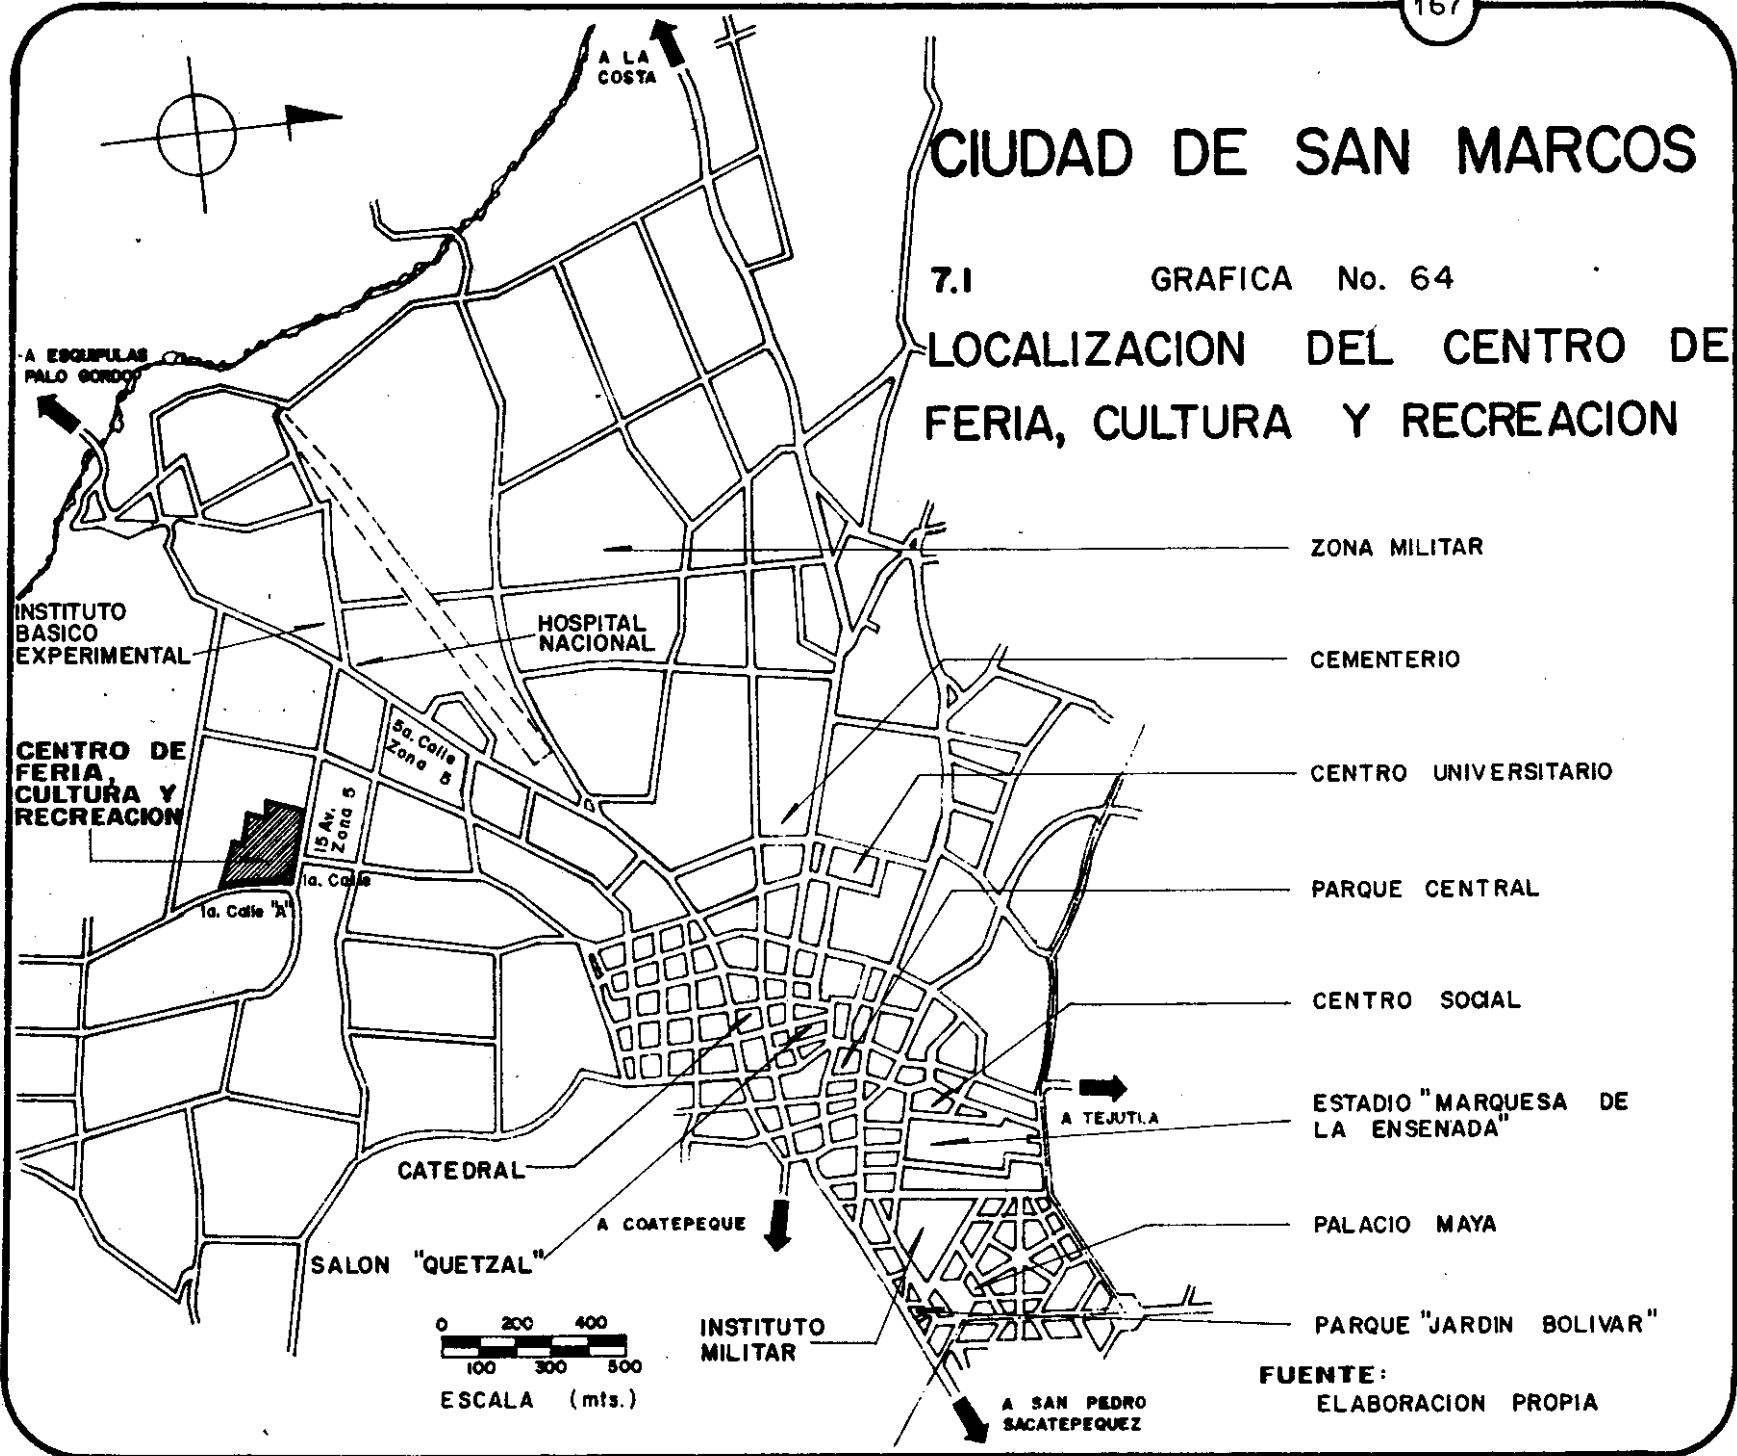 167
A LA
COSTA
CIUDAD DE SAN MARCOS
7.1 GRAFICA No. 64
LOCALIZACION DEL CENTRO DE
FERIA, CULTURA Y RECREACION
A ESQUIPULAS
PALO GORDO
ZONA MILITAR
INSTITUTO
BASICO
EXPERIMENTAL
HOSPITAL
NACIONAL
CEMENTERIO
5a. Calle
Zona 5
CENTRO DE
FERIA,
CULTURA Y
RECREACION
15 Av.
Zona 5
CENTRO UNIVERSITARIO
1a. Calle
1a. Calle "A"
PARQUE CENTRAL
CENTRO SOCIAL
A TEJUTLA
ESTADIO "MARQUESA DE
LA ENSENADA"
CATEDRAL
A COATEPEQUE
PALACIO MAYA
SALON "QUETZAL"
0 200 400
100 300 500
ESCALA (mts.)
INSTITUTO
MILITAR
PARQUE "JARDIN BOLIVAR"
FUENTE:
ELABORACION PROPIA
A SAN PEDRO
SACATEPEQUEZ